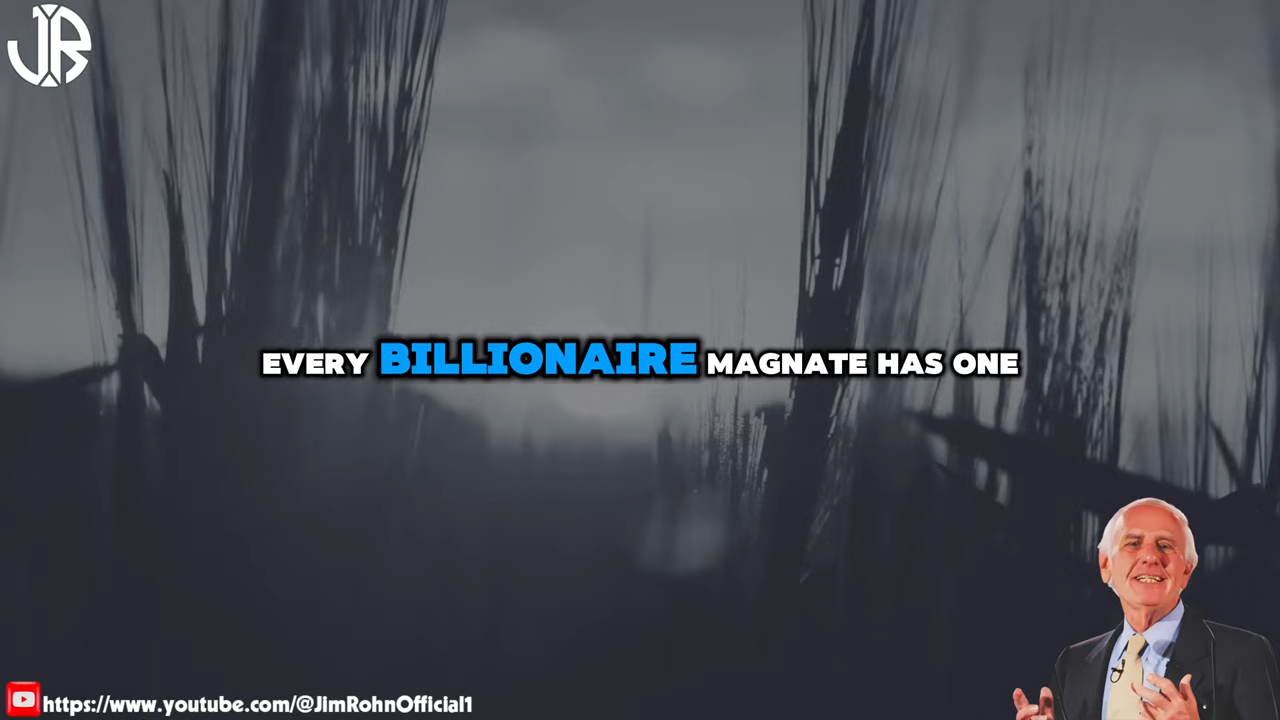 JR
EVERY BILLIONAIRE MAGNATE HAS ONE
https://www.youtube.com/@JimRohnOfficial1